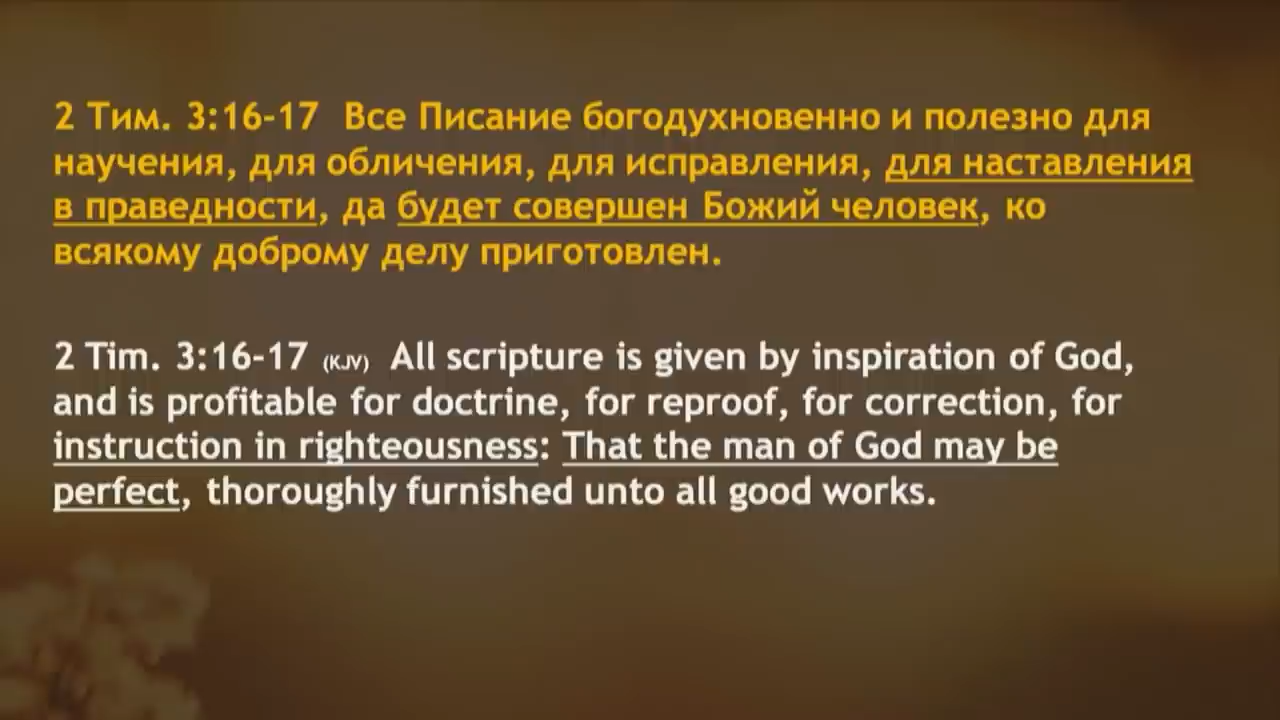 2 Тим. 3:16-17 Все Писание богодухновенно и полезно для
научения, для обличения, для исправления, для наставления
в праведности, да будет совершен Божий человек, ко
всякому доброму делу приготовлен.
2 Tim. 3:16-17 (KJV) All scripture is given by inspiration of God,
and is profitable for doctrine, for reproof, for correction, for
instruction in righteousness: That the man of God may be
perfect, thoroughly furnished unto all good works.